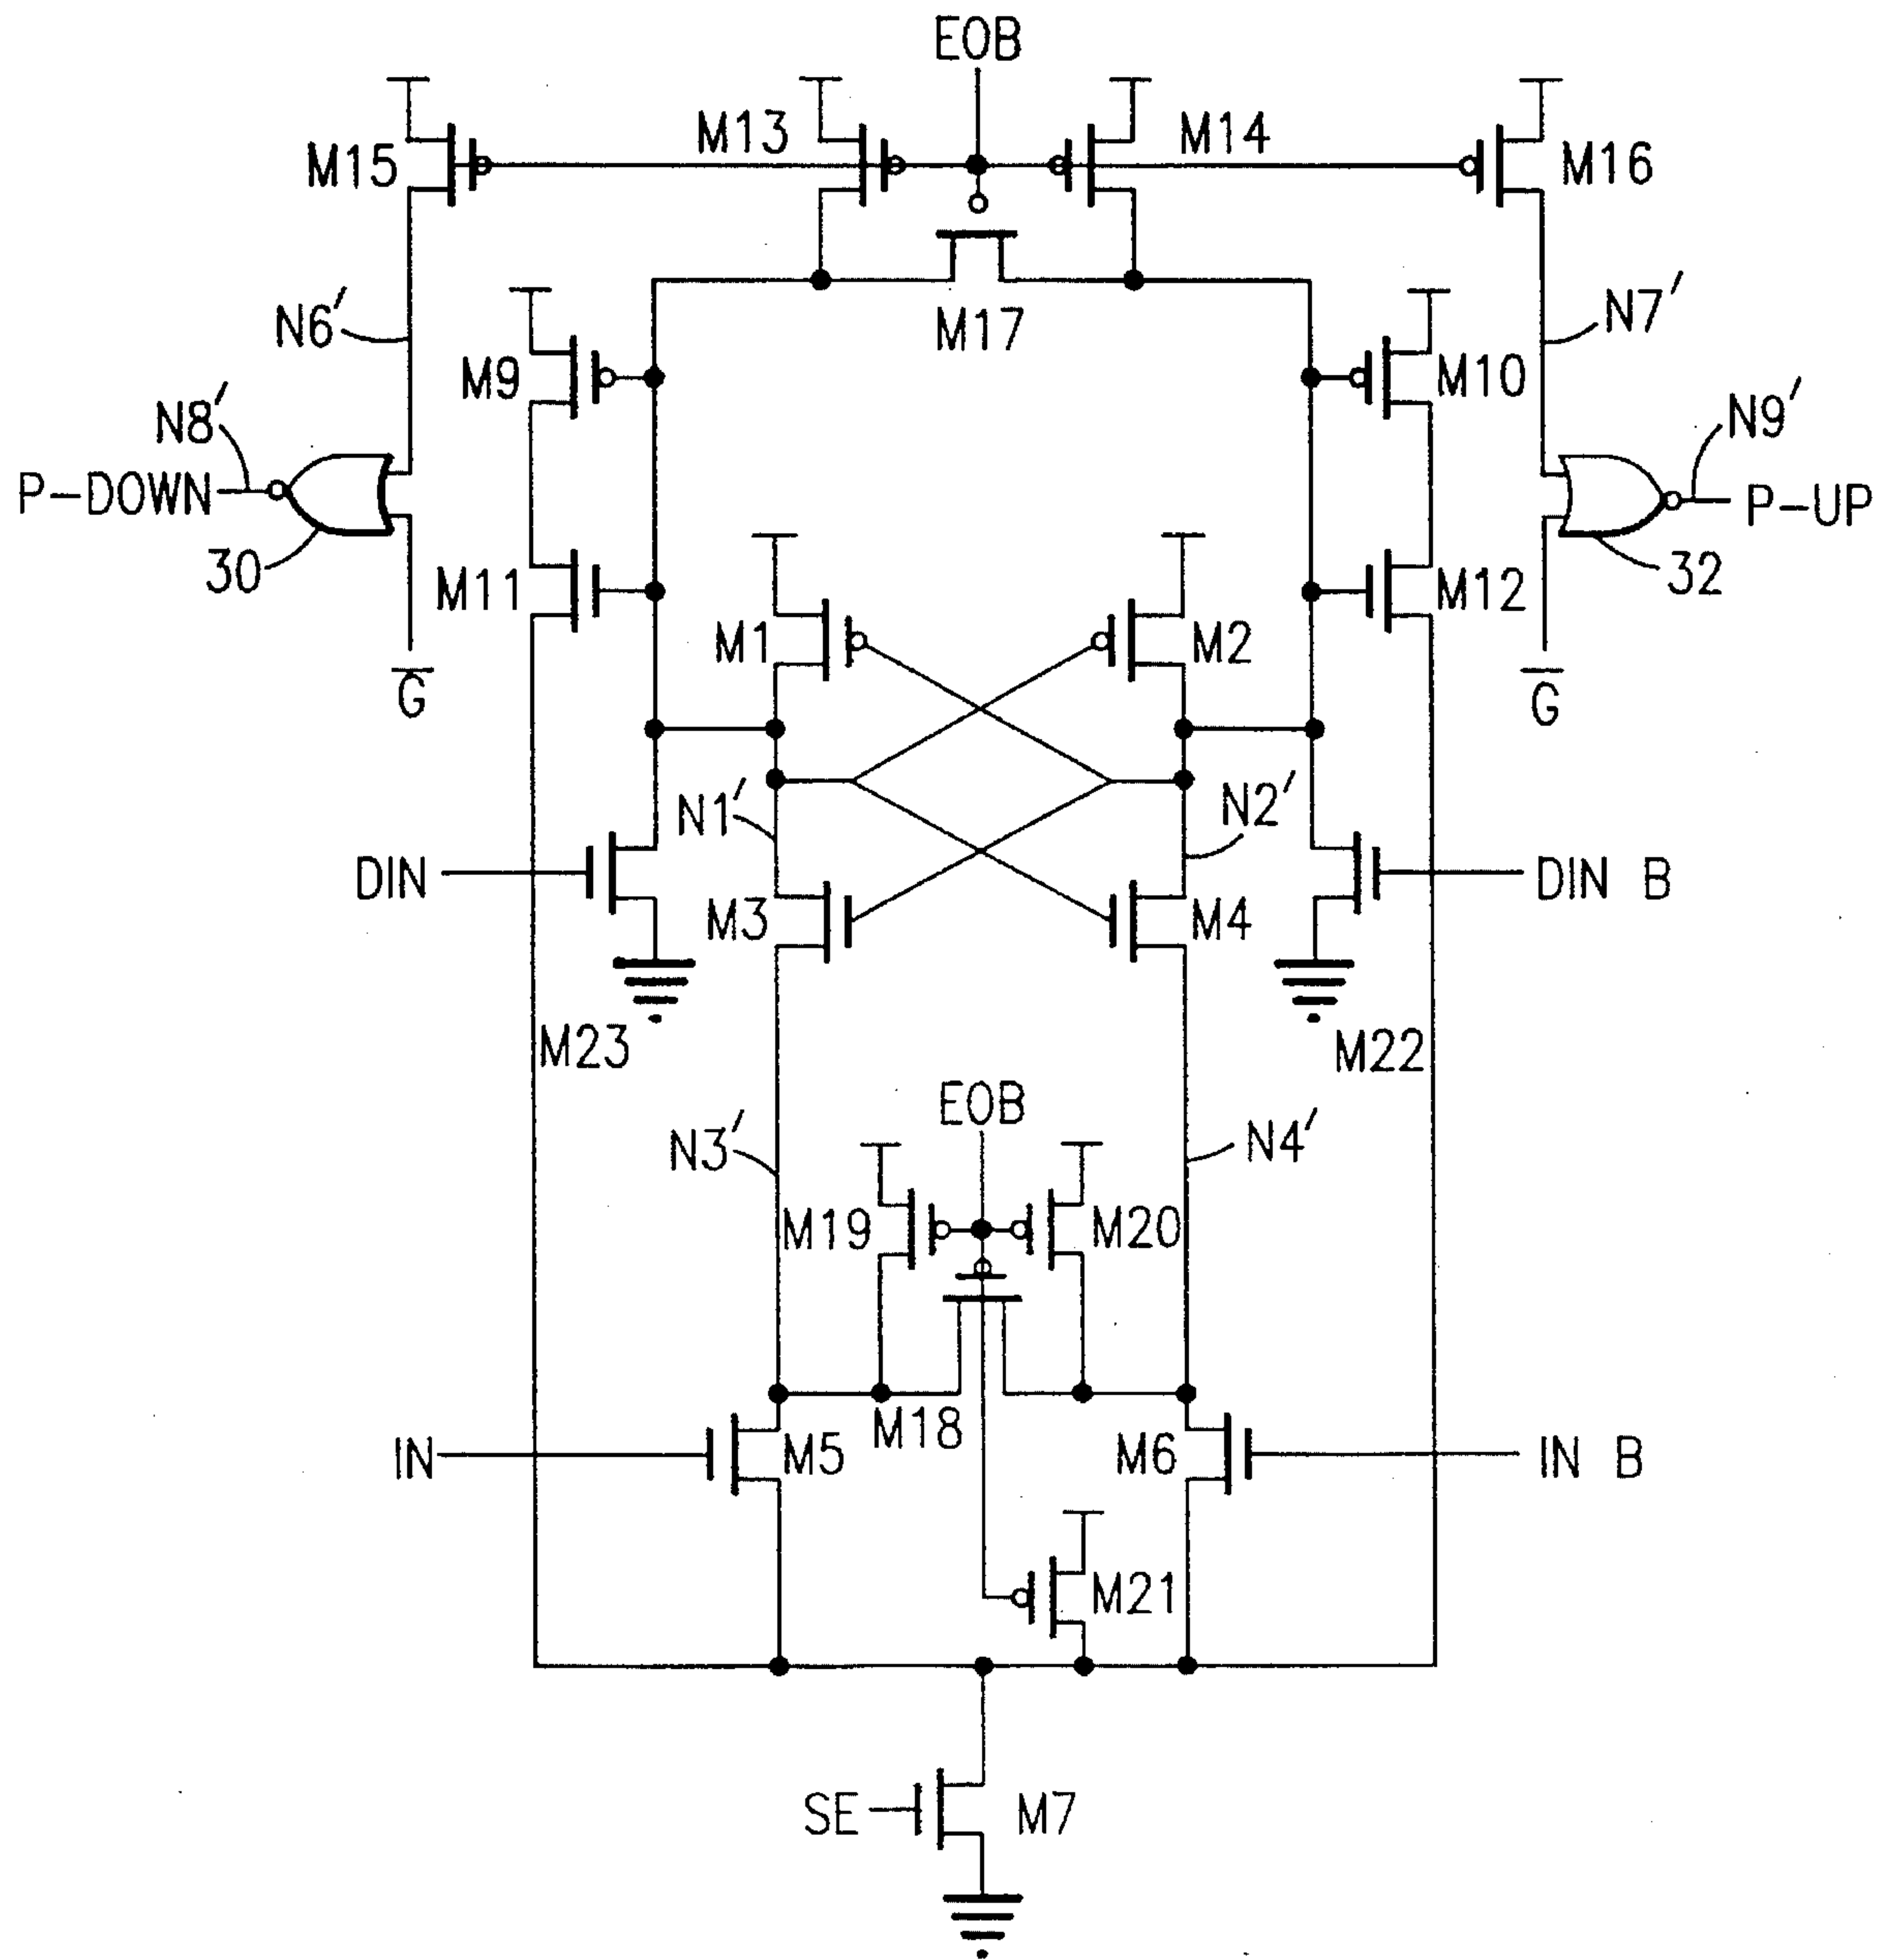 EOB
M15
M13
M14
M16
N6′
M17
N7′
M9
M10
N8′
N9′
P-DOWN
P-UP
30
M11
M12
32
M1
M2
G̅
G̅
N1′
N2′
DIN
DIN B
M3
M4
M23
M22
EOB
N3′
N4′
M19
M20
M18
IN
M5
M6
IN B
M21
SE
M7